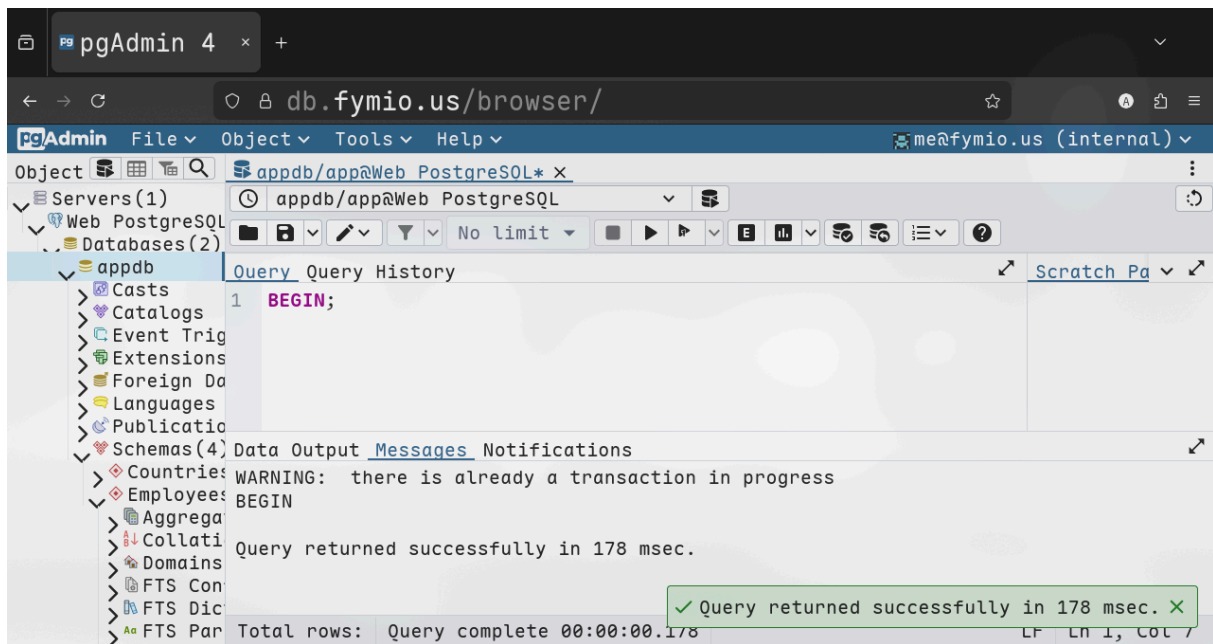 pgAdmin 4
db.fymio.us/browser/
pgAdmin File Object Tools Help me@fymio.us (internal)
Object appdb/app@Web PostgreSQL*
Servers(1) appdb/app@Web PostgreSQL
Web PostgreSQL
No limit
Databases(2)
appdb Query Query History Scratch Pa
Casts 1 BEGIN;
Catalogs
Event Trig
Extensions
Foreign Da
Languages
Publicatio
Schemas(4) Data Output Messages Notifications
Countries WARNING: there is already a transaction in progress
Employees BEGIN
Aggrega
Collati Query returned successfully in 178 msec.
Domains
FTS Con
FTS Dic Query returned successfully in 178 msec.
FTS Par Total rows: Query complete 00:00:00.178 LF Ln 1, Col 7